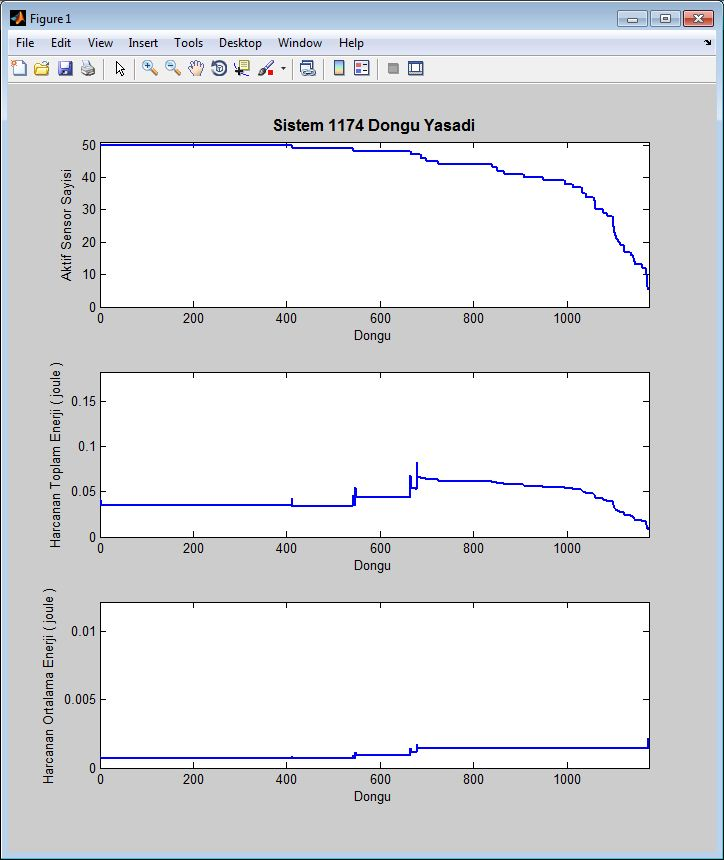 Figure 1
File Edit View Insert Tools Desktop Window Help
Sistem 1174 Dongu Yasadi
Aktif Sensor Sayisi
50
40
30
20
10
0
0 200 400 600 800 1000
Dongu
Harcanan Toplam Enerji ( joule )
0.15
0.1
0.05
0
0 200 400 600 800 1000
Dongu
Harcanan Ortalama Enerji ( joule )
0.01
0.005
0
0 200 400 600 800 1000
Dongu